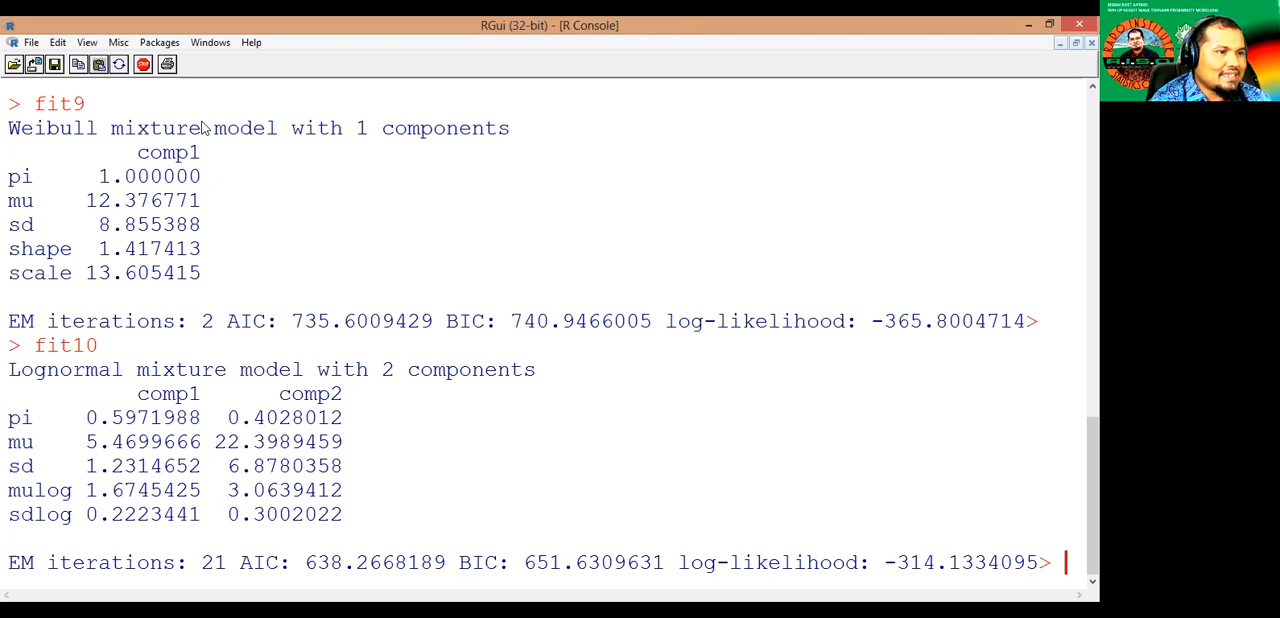 RGui (32-bit) - [R Console]
File Edit View Misc Packages Windows Help
STOP
> fit9
Weibull mixture model with 1 components
comp1
pi 1.000000
mu 12.376771
sd 8.855388
shape 1.417413
scale 13.605415
EM iterations: 2 AIC: 735.6009429 BIC: 740.9466005 log-likelihood: -365.8004714>
> fit10
Lognormal mixture model with 2 components
comp1 comp2
pi 0.5971988 0.4028012
mu 5.4699666 22.3989459
sd 1.2314652 6.8780358
mulog 1.6745425 3.0639412
sdlog 0.2223441 0.3002022
EM iterations: 21 AIC: 638.2668189 BIC: 651.6309631 log-likelihood: -314.1334095>